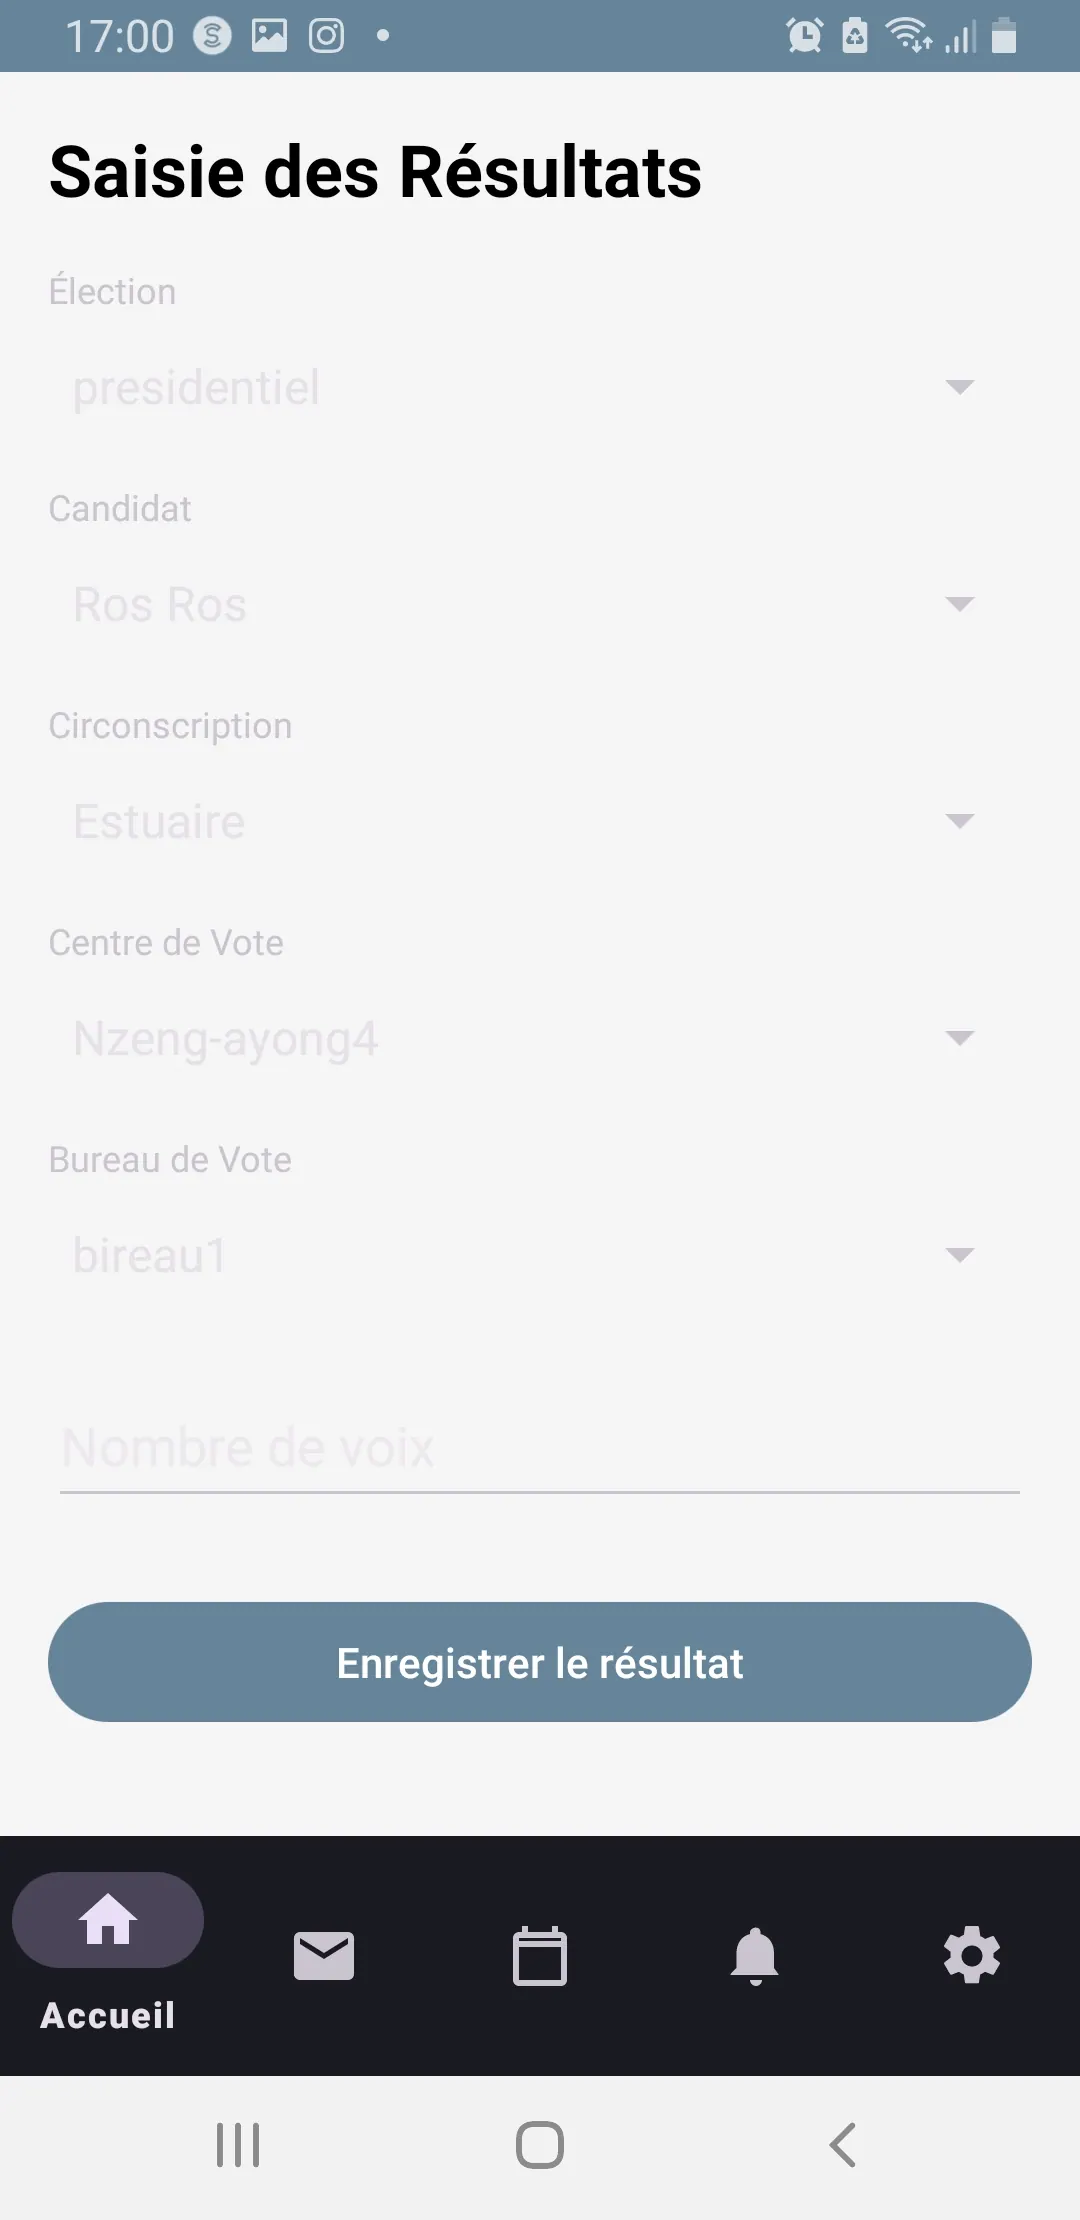 17:00
Saisie des Résultats
Élection
presidentiel
Candidat
Ros Ros
Circonscription
Estuaire
Centre de Vote
Nzeng-ayong4
Bureau de Vote
bireau1
Nombre de voix
Enregistrer le résultat
Accueil